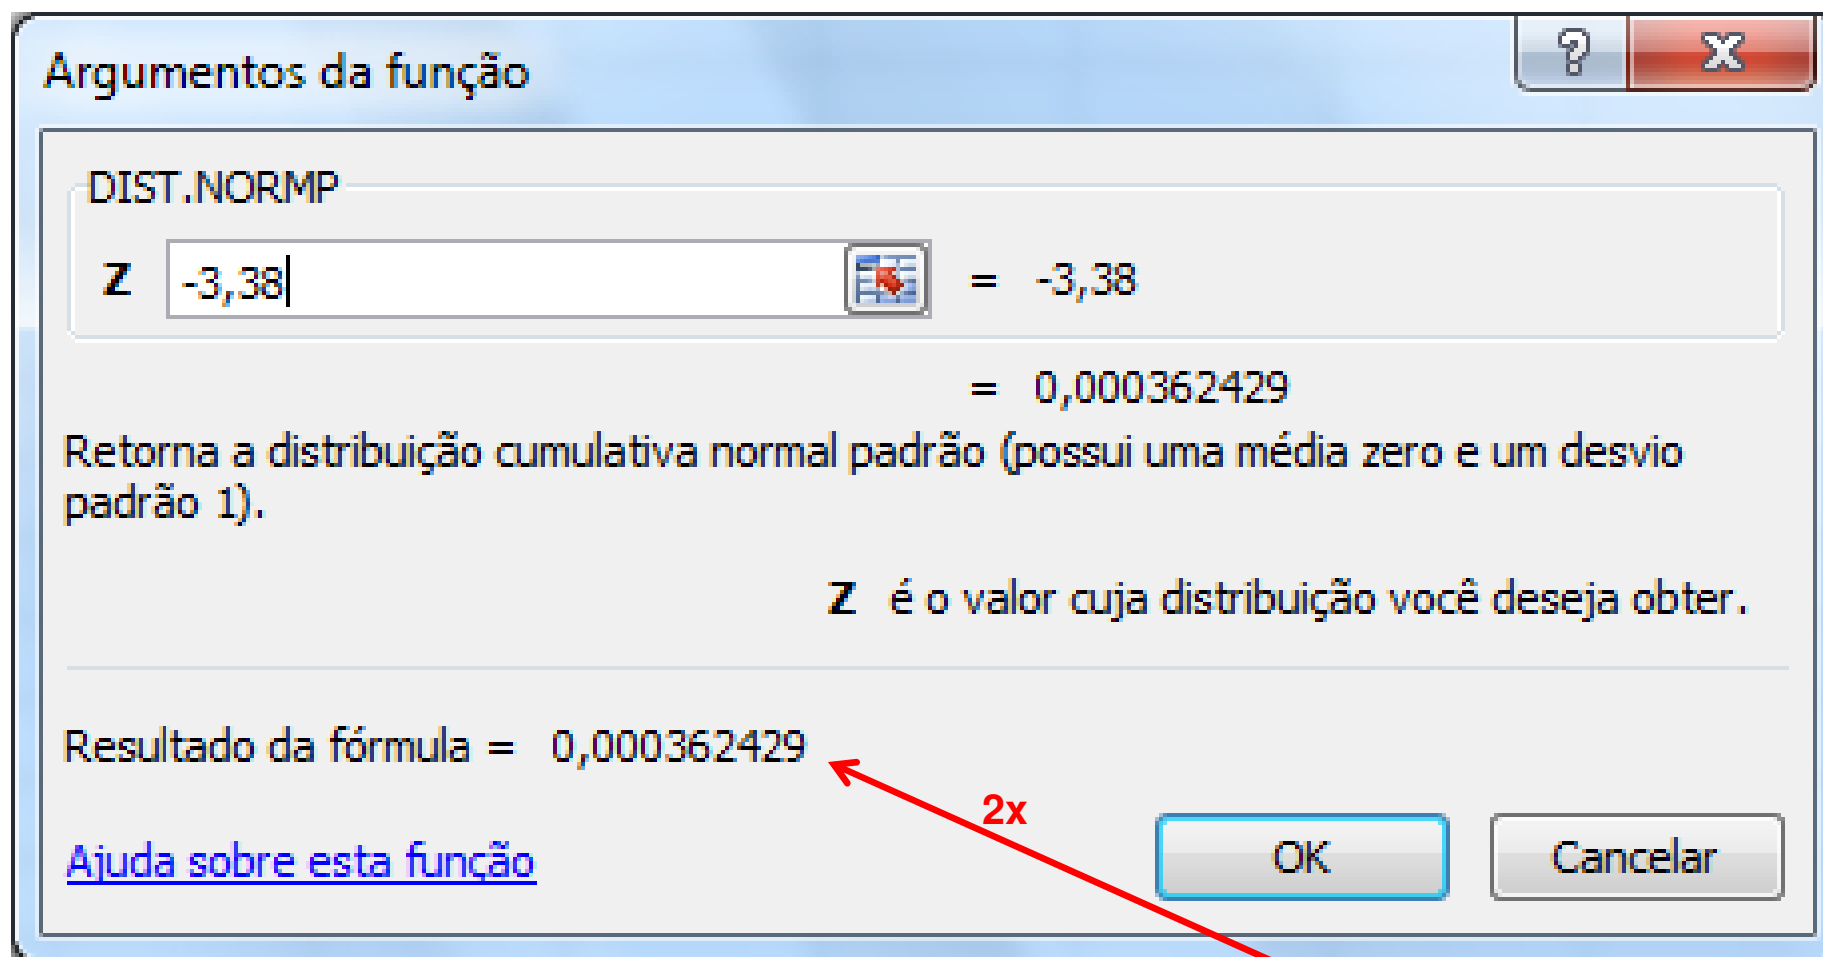 Argumentos da função
DIST.NORMP
Z -3,38 = -3,38
= 0,000362429
Retorna a distribuição cumulativa normal padrão (possui uma média zero e um desvio
padrão 1).
Z é o valor cuja distribuição você deseja obter.
Resultado da fórmula = 0,000362429
2x
Ajuda sobre esta função
OK
Cancelar